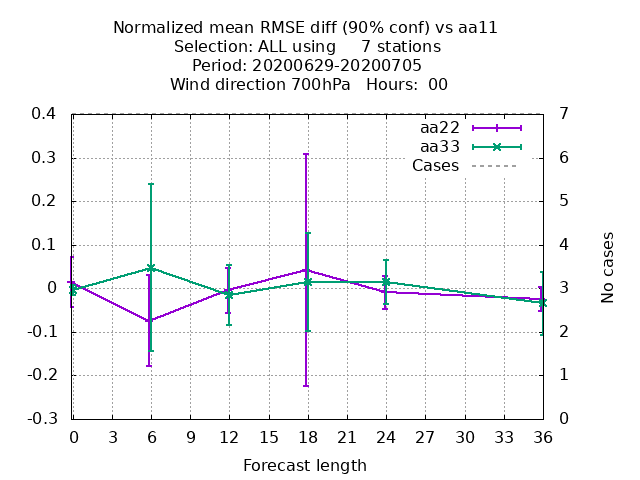 Normalized mean RMSE diff (90% conf) vs aa11
Selection: ALL using     7 stations
Period: 20200629-20200705
Wind direction 700hPa   Hours:  00
0.4
0.3
0.2
0.1
0
-0.1
-0.2
-0.3
aa22
aa33
Cases
7
6
5
4
3
2
1
0
No cases
0 3 6 9 12 15 18 21 24 27 30 33 36
Forecast length